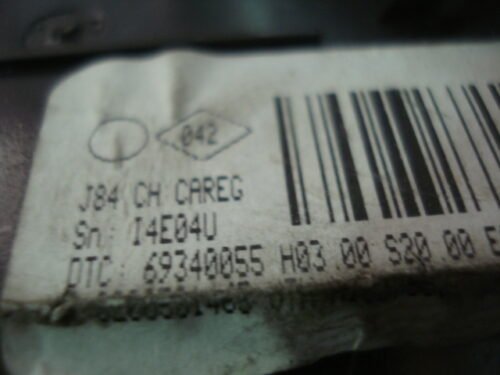 042
J84 CH CAREG
Sn: I4E04U
DTC: 69340055 H03 00 S20 00